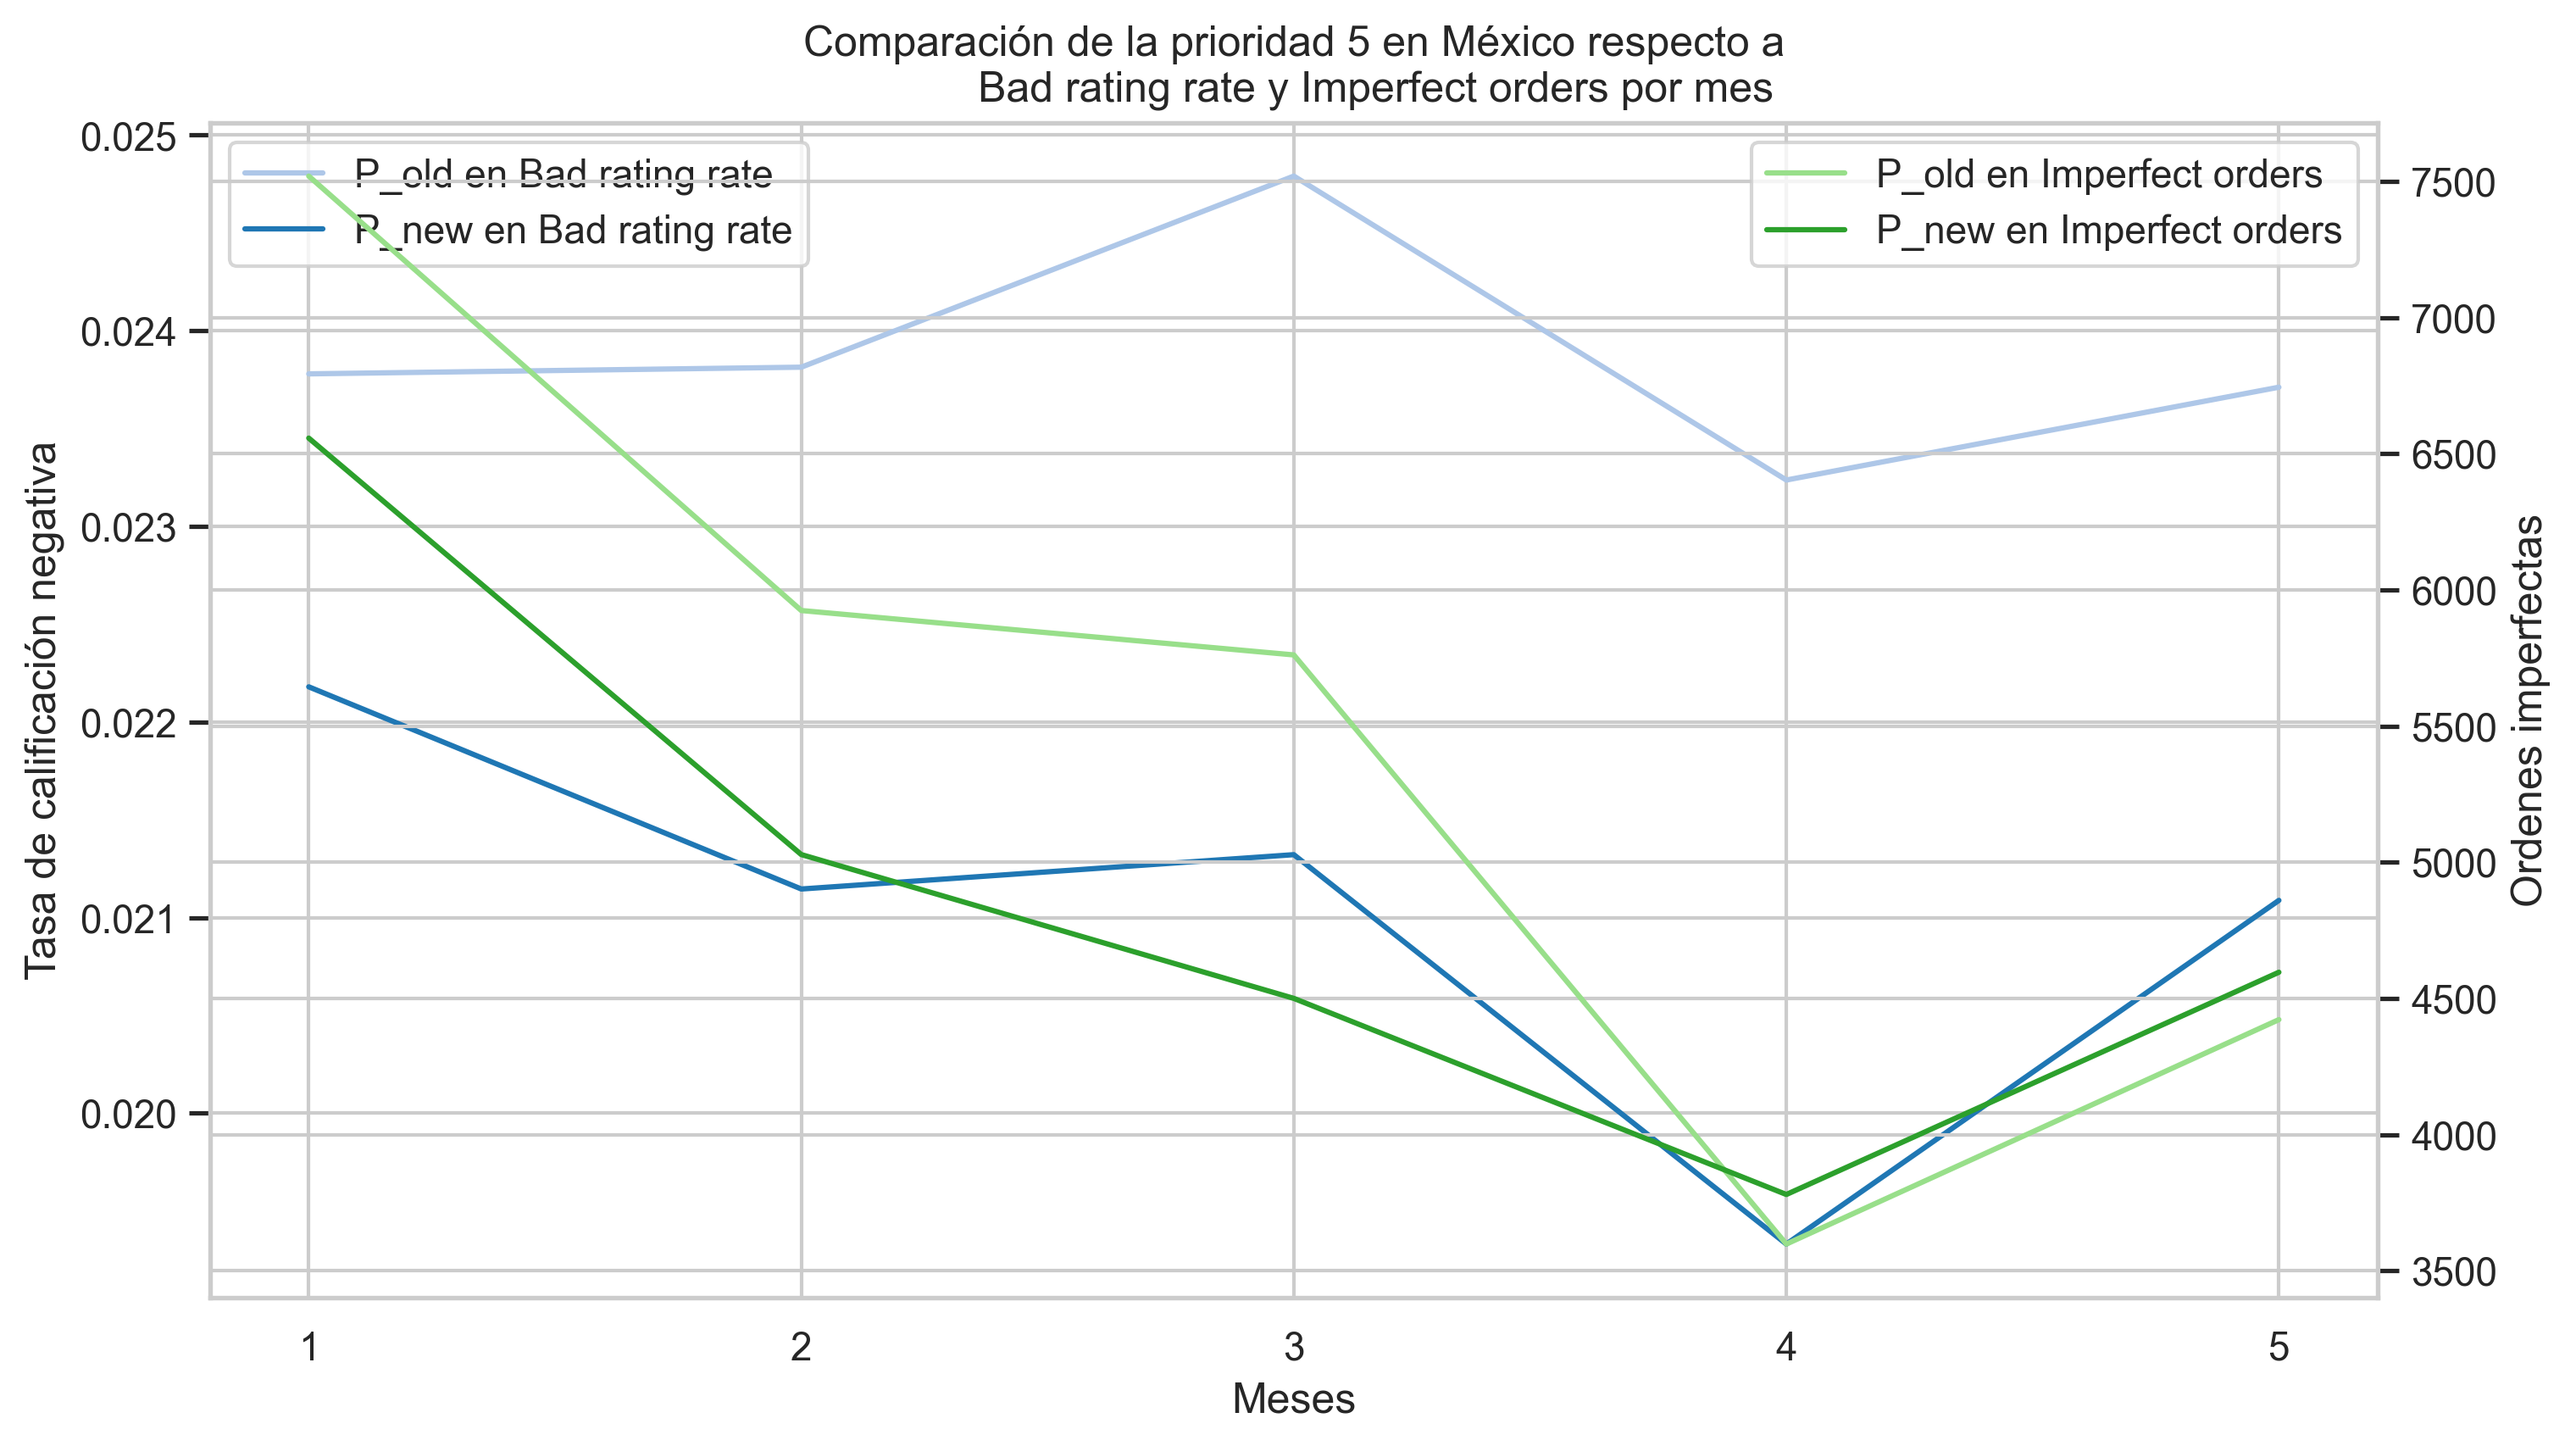 Comparación de la prioridad 5 en México respecto a
Bad rating rate y Imperfect orders por mes
P_old en Bad rating rate
P_new en Bad rating rate
P_old en Imperfect orders
P_new en Imperfect orders
Tasa de calificación negativa
0.025
0.024
0.023
0.022
0.021
0.020
7500
7000
6500
6000
5500
5000
4500
4000
3500
Ordenes imperfectas
1
2
3
4
5
Meses